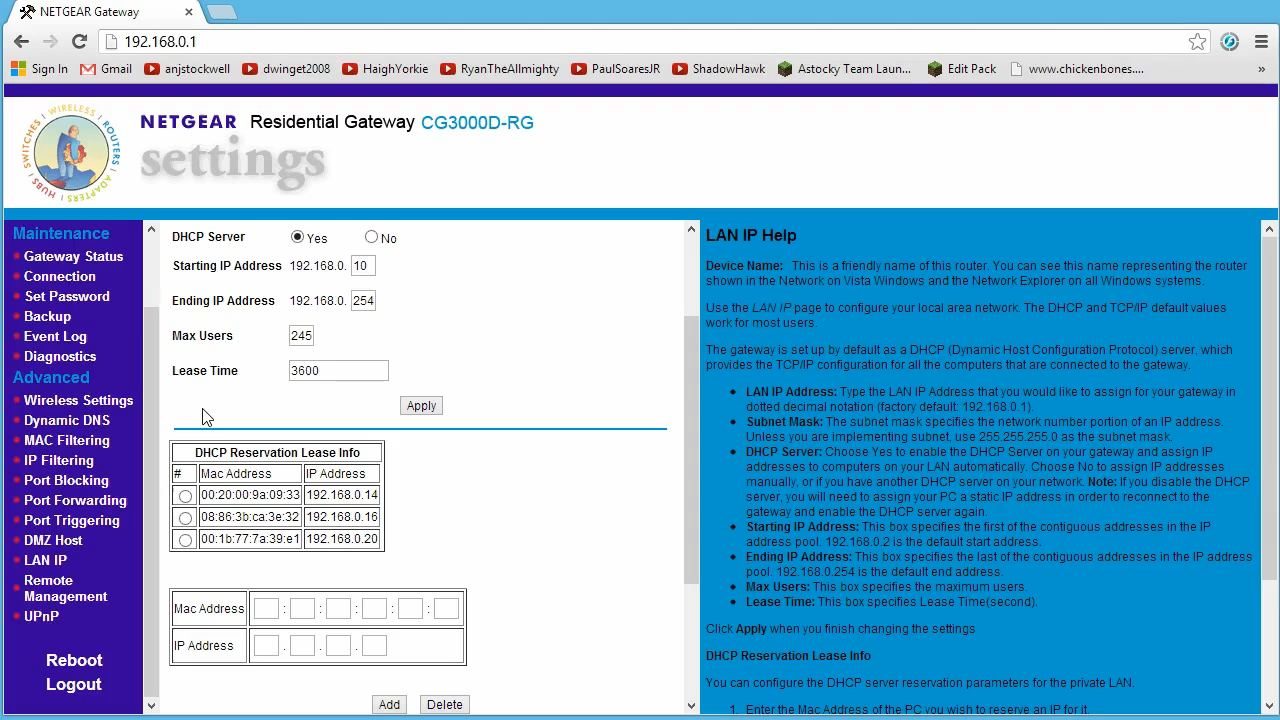 NETGEAR Gateway
192.168.0.1
Sign In Gmail anjstockwell dwinget2008 HaighYorkie RyanTheAllmighty PaulSoaresJR ShadowHawk Astocky Team Laun... Edit Pack www.chickenbones.... »
SWITCHES WIRELESS ROUTERS ADAPTERS HUBS
NETGEAR Residential Gateway CG3000D-RG
settings
Maintenance
Gateway Status
Connection
Set Password
Backup
Event Log
Diagnostics
Advanced
Wireless Settings
Dynamic DNS
MAC Filtering
IP Filtering
Port Blocking
Port Forwarding
Port Triggering
DMZ Host
LAN IP
Remote
Management
UPnP
Reboot
Logout
DHCP Server Yes No
Starting IP Address 192.168.0. 10
Ending IP Address 192.168.0. 254
Max Users 245
Lease Time 3600
Apply
DHCP Reservation Lease Info
# Mac Address IP Address
00:20:00:9a:09:33 192.168.0.14
08:86:3b:ca:3e:32 192.168.0.16
00:1b:77:7a:39:e1 192.168.0.20
Mac Address : : : : :
IP Address . . .
Add Delete
LAN IP Help
Device Name: This is a friendly name of this router. You can see this name representing the router
shown in the Network on Vista Windows and the Network Explorer on all Windows systems.
Use the LAN IP page to configure your local area network. The DHCP and TCP/IP default values
work for most users.
The gateway is set up by default as a DHCP (Dynamic Host Configuration Protocol) server, which
provides the TCP/IP configuration for all the computers that are connected to the gateway.
• LAN IP Address: Type the LAN IP Address that you would like to assign for your gateway in
dotted decimal notation (factory default: 192.168.0.1).
• Subnet Mask: The subnet mask specifies the network number portion of an IP address.
Unless you are implementing subnet, use 255.255.255.0 as the subnet mask.
• DHCP Server: Choose Yes to enable the DHCP Server on your gateway and assign IP
addresses to computers on your LAN automatically. Choose No to assign IP addresses
manually, or if you have another DHCP server on your network. Note: If you disable the DHCP
server, you will need to assign your PC a static IP address in order to reconnect to the
gateway and enable the DHCP server again.
• Starting IP Address: This box specifies the first of the contiguous addresses in the IP
address pool. 192.168.0.2 is the default start address.
• Ending IP Address: This box specifies the last of the contiguous addresses in the IP address
pool. 192.168.0.254 is the default end address.
• Max Users: This box specifies the maximum users.
• Lease Time: This box specifies Lease Time(second).
Click Apply when you finish changing the settings
DHCP Reservation Lease Info
You can configure the DHCP server reservation parameters for the private LAN.
1. Enter the Mac Address of the PC you wish to reserve an IP for it.